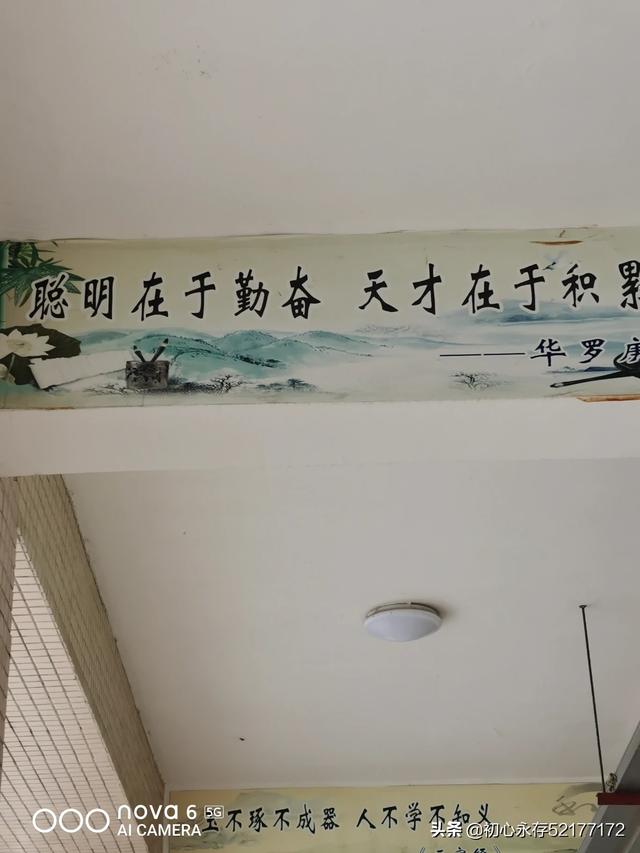 聪明在于勤奋 天才在于积累
——华罗庚
玉不琢不成器 人不学不知义
nova 6 5G
AI CAMERA
头条 @初心永存52177172